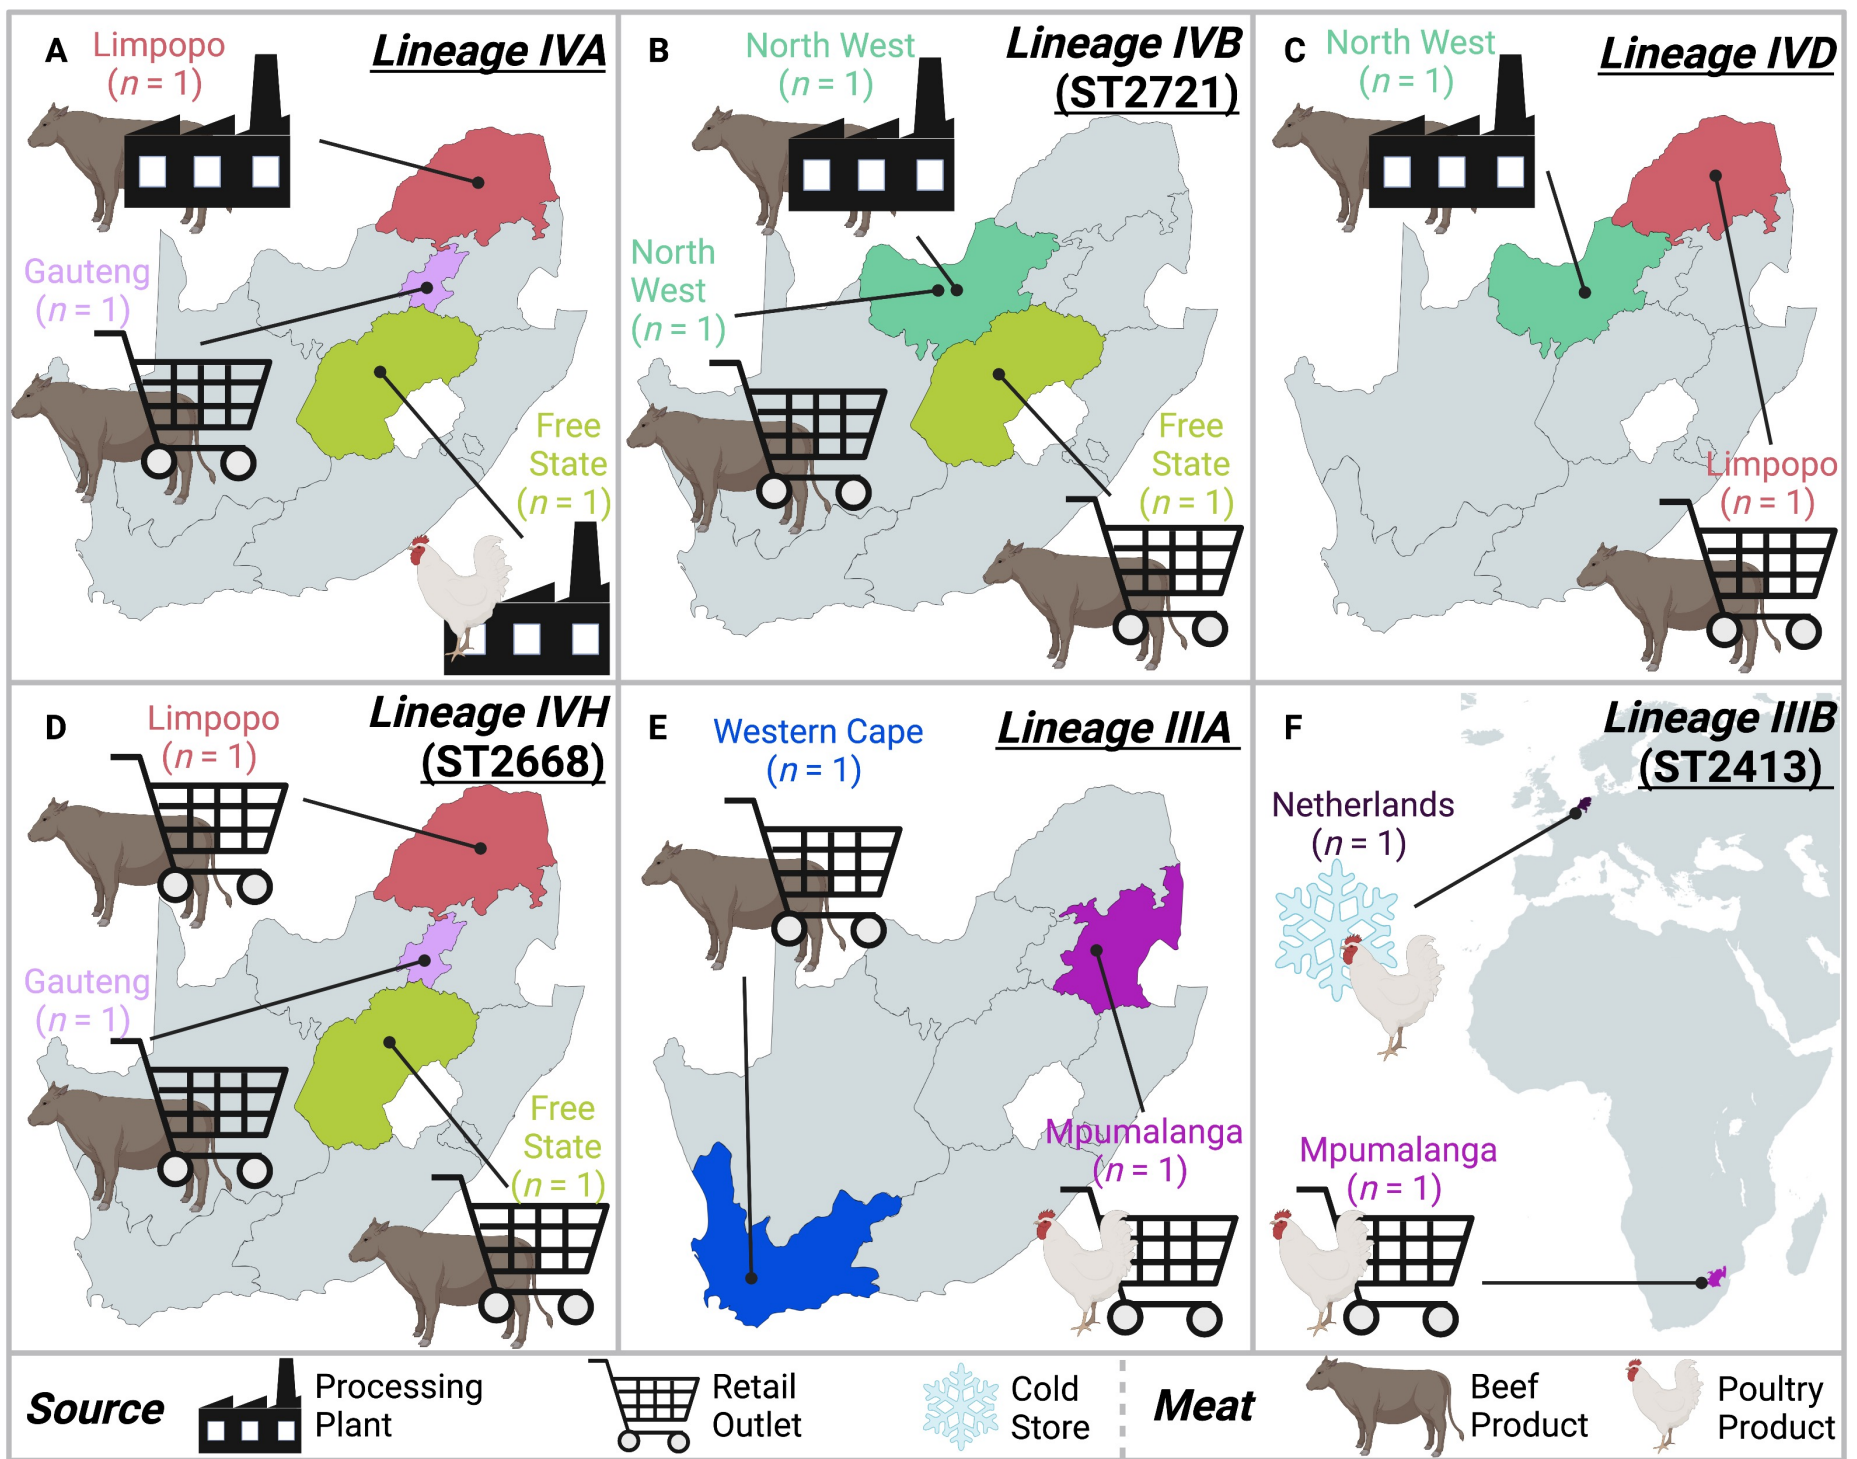 A
Limpopo
(n = 1)
Lineage IVA
Gauteng
(n = 1)
Free
State
(n = 1)
B
North West
(n = 1)
Lineage IVB
(ST2721)
North
West
(n = 1)
Free
State
(n = 1)
C
North West
(n = 1)
Lineage IVD
Limpopo
(n = 1)
D
Limpopo
(n = 1)
Lineage IVH
(ST2668)
Gauteng
(n = 1)
Free
State
(n = 1)
E
Western Cape
(n = 1)
Lineage IIIA
Mpumalanga
(n = 1)
F
Lineage IIIB
(ST2413)
Netherlands
(n = 1)
Mpumalanga
(n = 1)
Source
Processing
Plant
Retail
Outlet
Cold
Store
Meat
Beef
Product
Poultry
Product